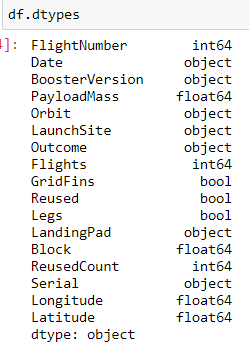 df.dtypes
]: FlightNumber int64
Date object
BoosterVersion object
PayloadMass float64
Orbit object
LaunchSite object
Outcome object
Flights int64
GridFins bool
Reused bool
Legs bool
LandingPad object
Block float64
ReusedCount int64
Serial object
Longitude float64
Latitude float64
dtype: object